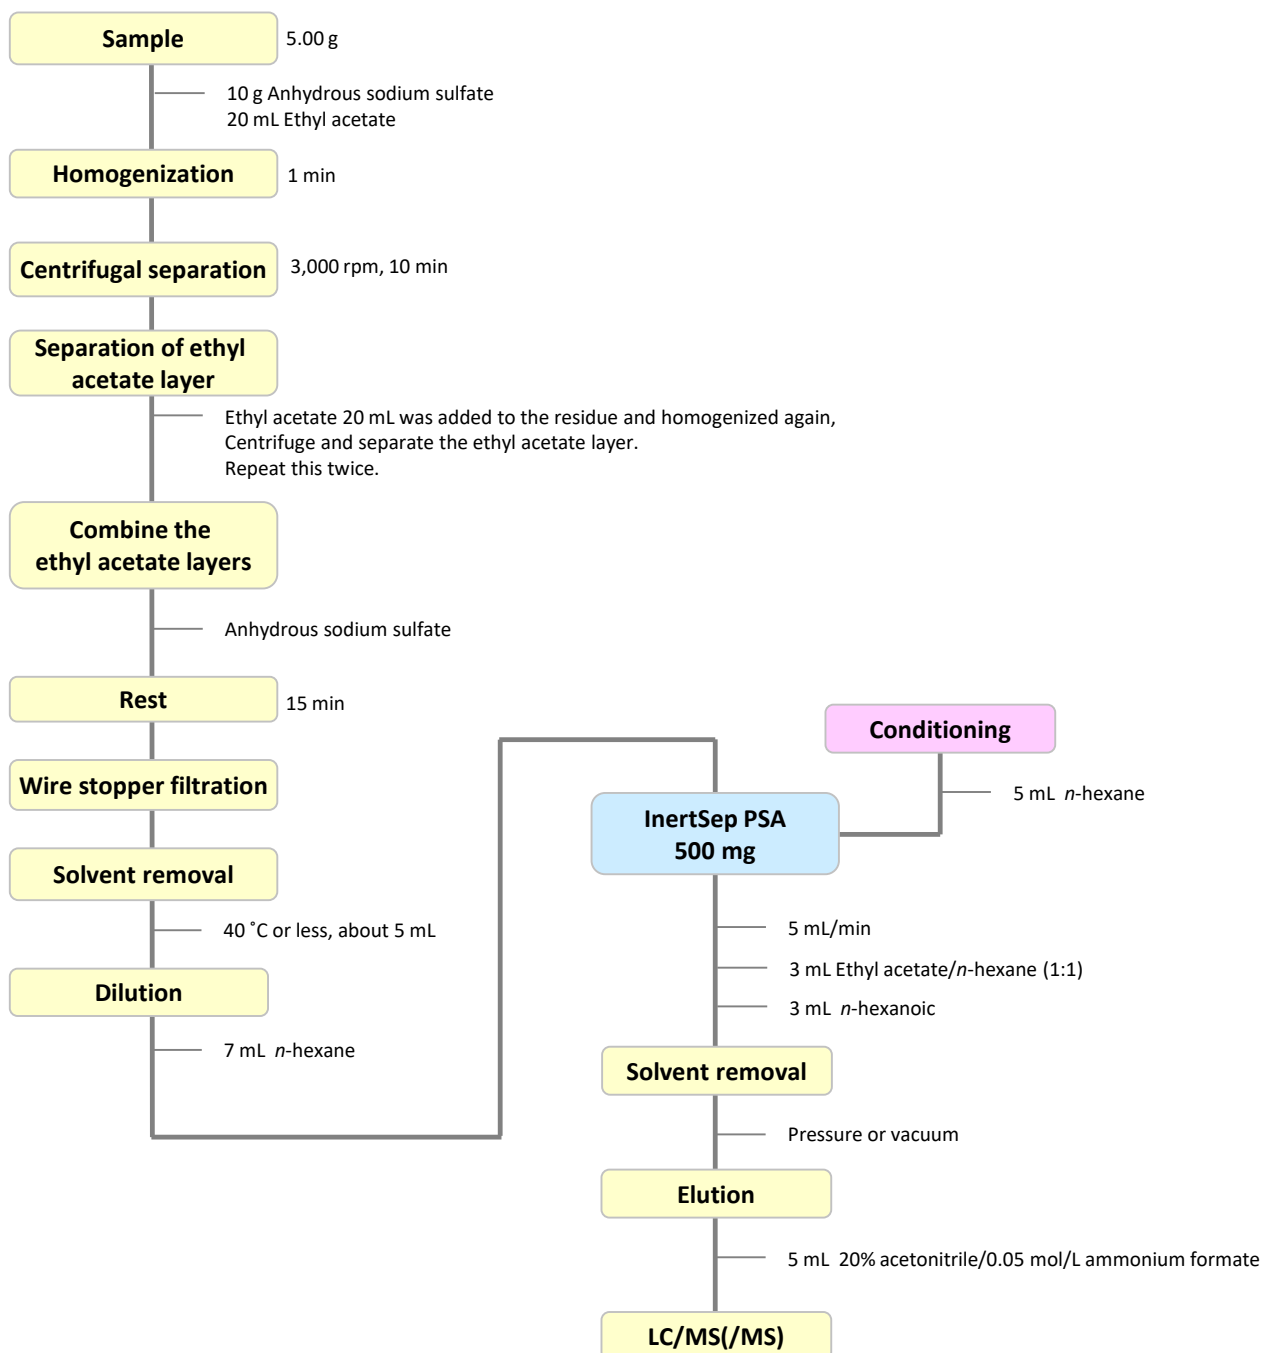 Sample
5.00 g
10 g Anhydrous sodium sulfate
20 mL Ethyl acetate
Homogenization
1 min
Centrifugal separation
3,000 rpm, 10 min
Separation of ethyl
acetate layer
Ethyl acetate 20 mL was added to the residue and homogenized again,
Centrifuge and separate the ethyl acetate layer.
Repeat this twice.
Combine the
ethyl acetate layers
Anhydrous sodium sulfate
Rest
15 min
Wire stopper filtration
Solvent removal
40 ˚C or less, about 5 mL
Dilution
7 mL n-hexane
Conditioning
5 mL n-hexane
InertSep PSA
500 mg
5 mL/min
3 mL Ethyl acetate/n-hexane (1:1)
3 mL n-hexanoic
Solvent removal
Pressure or vacuum
Elution
5 mL 20% acetonitrile/0.05 mol/L ammonium formate
LC/MS(/MS)